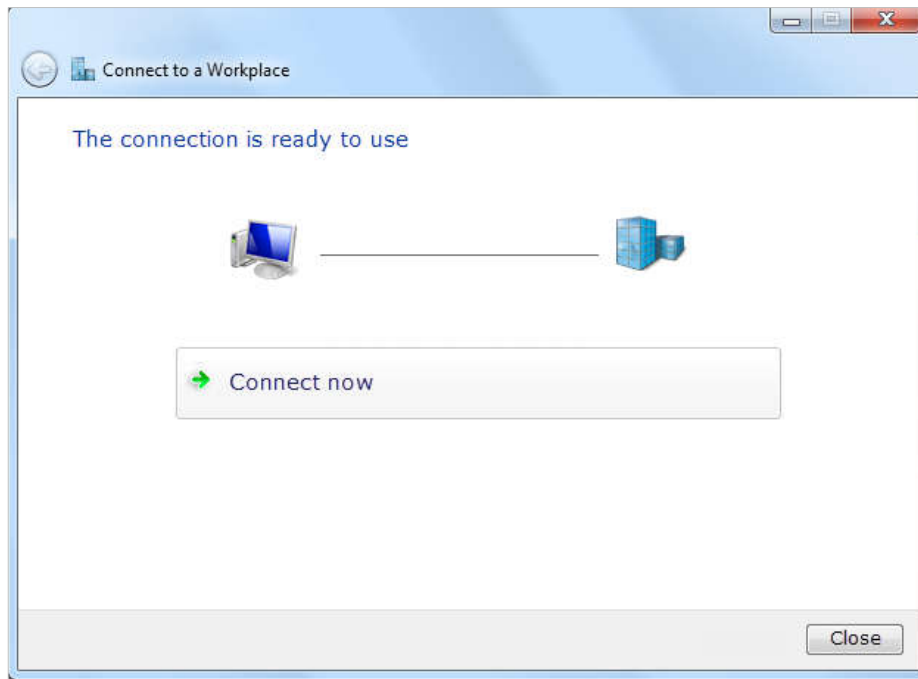 Connect to a Workplace
The connection is ready to use
Connect now
Close